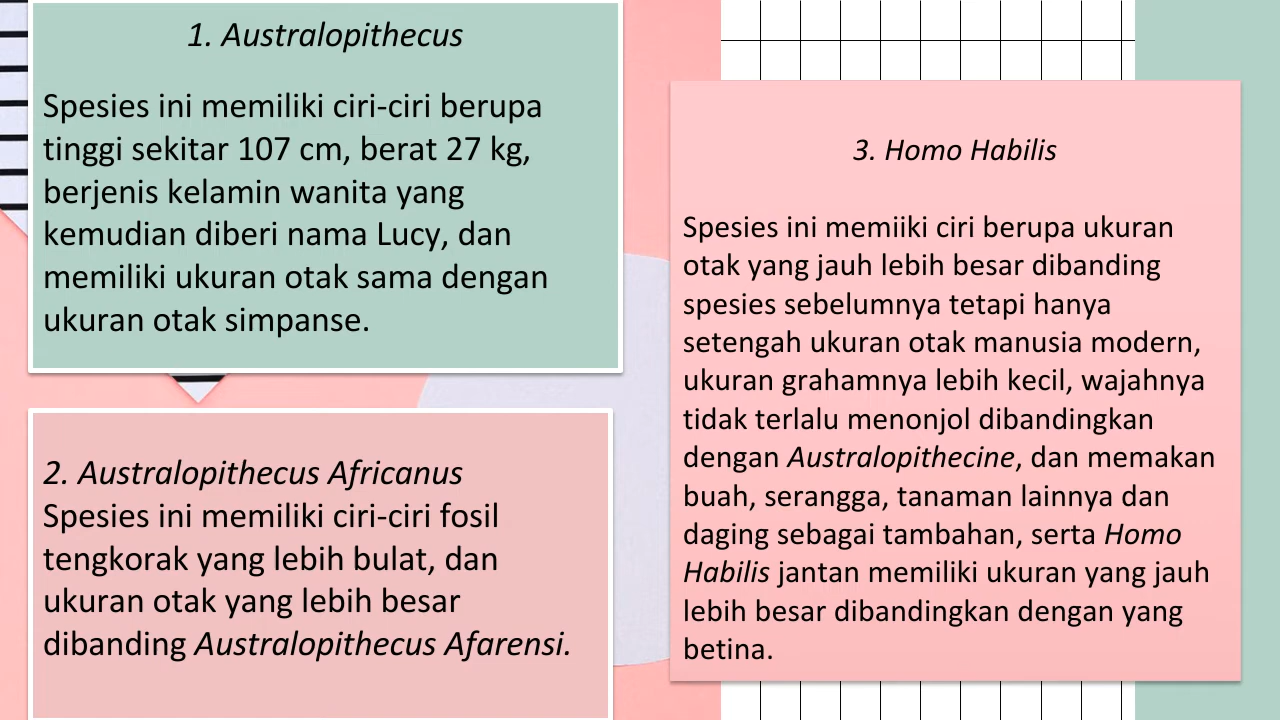 1. Australopithecus
Spesies ini memiliki ciri-ciri berupa
tinggi sekitar 107 cm, berat 27 kg,
berjenis kelamin wanita yang
kemudian diberi nama Lucy, dan
memiliki ukuran otak sama dengan
ukuran otak simpanse.
2. Australopithecus Africanus
Spesies ini memiliki ciri-ciri fosil
tengkorak yang lebih bulat, dan
ukuran otak yang lebih besar
dibanding Australopithecus Afarensi.
3. Homo Habilis
Spesies ini memiiki ciri berupa ukuran
otak yang jauh lebih besar dibanding
spesies sebelumnya tetapi hanya
setengah ukuran otak manusia modern,
ukuran grahamnya lebih kecil, wajahnya
tidak terlalu menonjol dibandingkan
dengan Australopithecine, dan memakan
buah, serangga, tanaman lainnya dan
daging sebagai tambahan, serta Homo
Habilis jantan memiliki ukuran yang jauh
lebih besar dibandingkan dengan yang
betina.